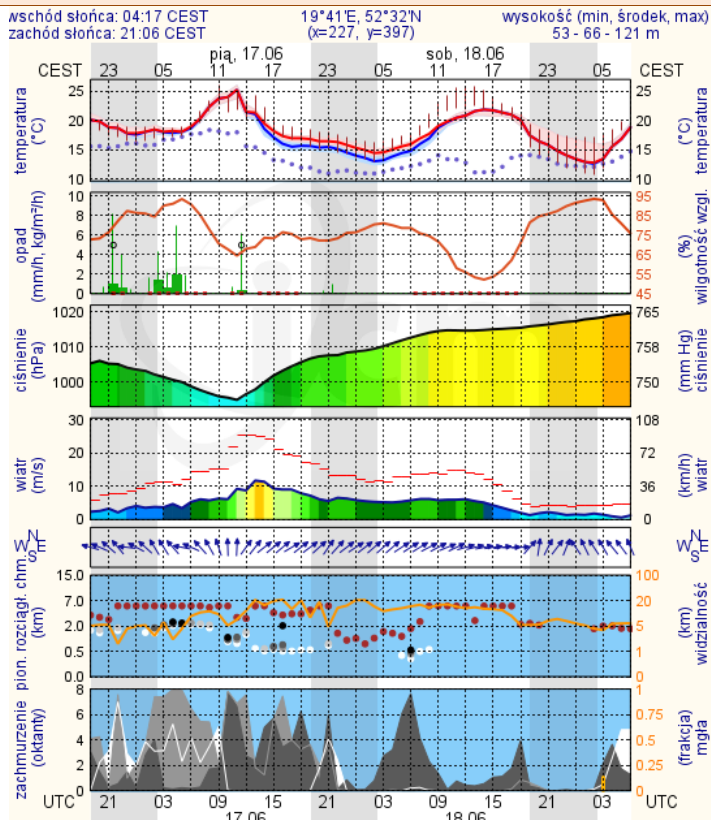 wschód słońca: 04:17 CEST 19°41'E, 52°32'N wysokość (min, środek, max)
zachód słońca: 21:06 CEST (x=227, y=397) 53 - 66 - 121 m
pią, 17.06 sob, 18.06
CEST 23 05 11 17 23 05 11 17 23 05 CEST
temperatura
(°C)
25
20
15
10
25
20
15
10
temperatura
(°C)
opad
(mm/h, kg/m²/h)
10
8
6
4
2
0
95
85
75
65
55
45
(%)
wilgotność wzgl.
ciśnienie
(hPa)
1020
1010
1000
765
758
750
(mm Hg)
ciśnienie
wiatr
(m/s)
30
20
10
0
108
72
36
0
(km/h)
wiatr
N
W E
S
N
W E
S
pion. rozciągł. chm.
(km)
15.0
7.0
2.0
0.5
0.0
100
20
5
1
0
(km)
widzialność
zachmurzenie
(oktanty)
8
6
4
2
0
1
0.75
0.5
0.25
0
(frakcja)
mgła
UTC 21 03 09 15 21 03 09 15 21 03 UTC
17.06 18.06